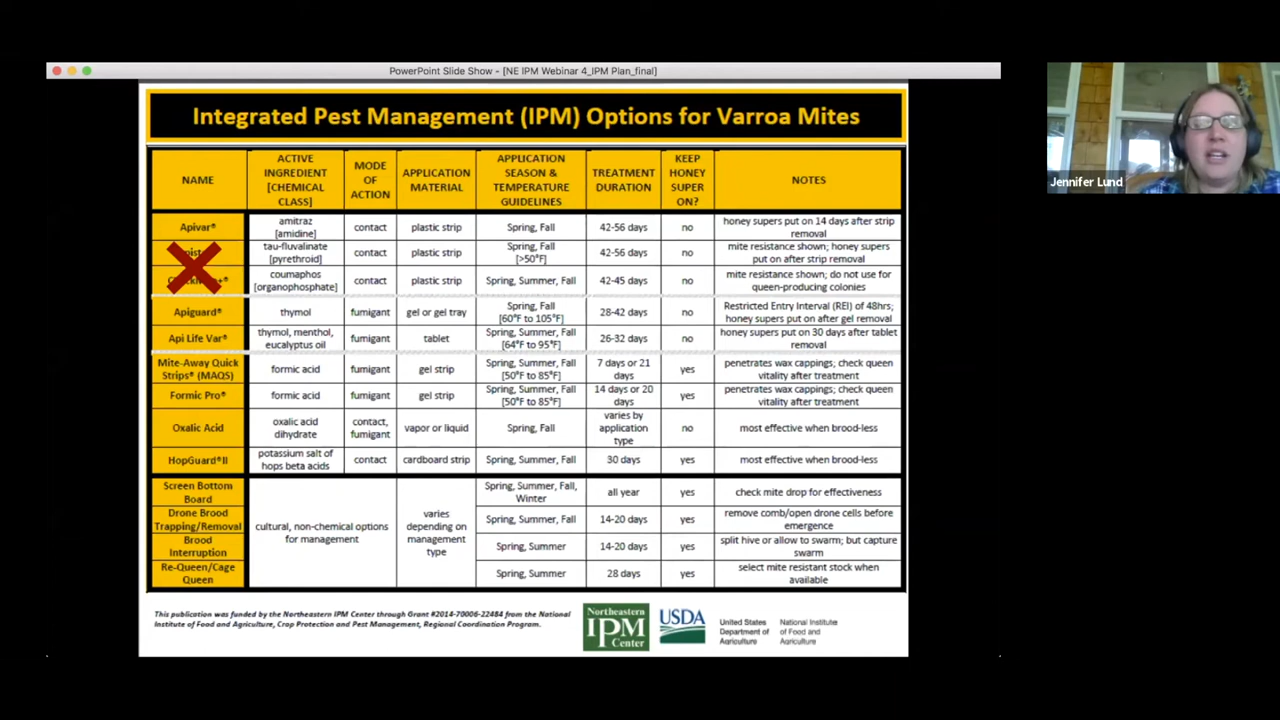 PowerPoint Slide Show - [NE IPM Webinar 4_IPM Plan_final]
Integrated Pest Management (IPM) Options for Varroa Mites
NAME
ACTIVE
INGREDIENT
[CHEMICAL
CLASS]
MODE
OF
ACTION
APPLICATION
MATERIAL
APPLICATION
SEASON &
TEMPERATURE
GUIDELINES
TREATMENT
DURATION
KEEP
HONEY
SUPER
ON?
NOTES
Apivar®
amitraz
[amidine]
contact
plastic strip
Spring, Fall
42-56 days
no
honey supers put on 14 days after strip
removal
tau-fluvalinate
[pyrethroid]
contact
plastic strip
Spring, Fall
[>50°F]
42-56 days
no
mite resistance shown; honey supers
put on after strip removal
coumaphos
[organophosphate]
contact
plastic strip
Spring, Summer, Fall
42-45 days
no
mite resistance shown; do not use for
queen-producing colonies
Apiguard®
thymol
fumigant
gel or gel tray
Spring, Fall
[60°F to 105°F]
28-42 days
no
Restricted Entry Interval (REI) of 48hrs;
honey supers put on after gel removal
Api Life Var®
thymol, menthol,
eucalyptus oil
fumigant
tablet
Spring, Summer, Fall
[64°F to 95°F]
26-32 days
no
honey supers put on 30 days after tablet
removal
Mite-Away Quick
Strips® (MAQS)
formic acid
fumigant
gel strip
Spring, Summer, Fall
[50°F to 85°F]
7 days or 21
days
yes
penetrates wax cappings; check queen
vitality after treatment
Formic Pro®
formic acid
fumigant
gel strip
Spring, Summer, Fall
[50°F to 85°F]
14 days or 20
days
yes
penetrates wax cappings; check queen
vitality after treatment
Oxalic Acid
oxalic acid
dihydrate
contact,
fumigant
vapor or liquid
Spring, Fall
varies by
application
type
no
most effective when brood-less
HopGuard®II
potassium salt of
hops beta acids
contact
cardboard strip
Spring, Summer, Fall
30 days
yes
most effective when brood-less
Screen Bottom
Board
cultural, non-chemical options
for management
varies
depending on
management
type
Spring, Summer, Fall,
Winter
all year
yes
check mite drop for effectiveness
Drone Brood
Trapping/Removal
Spring, Summer, Fall
14-20 days
yes
remove comb/open drone cells before
emergence
Brood
Interruption
Spring, Summer
14-20 days
yes
split hive or allow to swarm; but capture
swarm
Re-Queen/Cage
Queen
Spring, Summer
28 days
yes
select mite resistant stock when
available
This publication was funded by the Northeastern IPM Center through Grant #2014-70006-22484 from the National
Institute of Food and Agriculture, Crop Protection and Pest Management, Regional Coordination Program.
Northeastern
IPM
Center
USDA
United States
Department of
Agriculture
National Institute
of Food and
Agriculture
Jennifer Lund